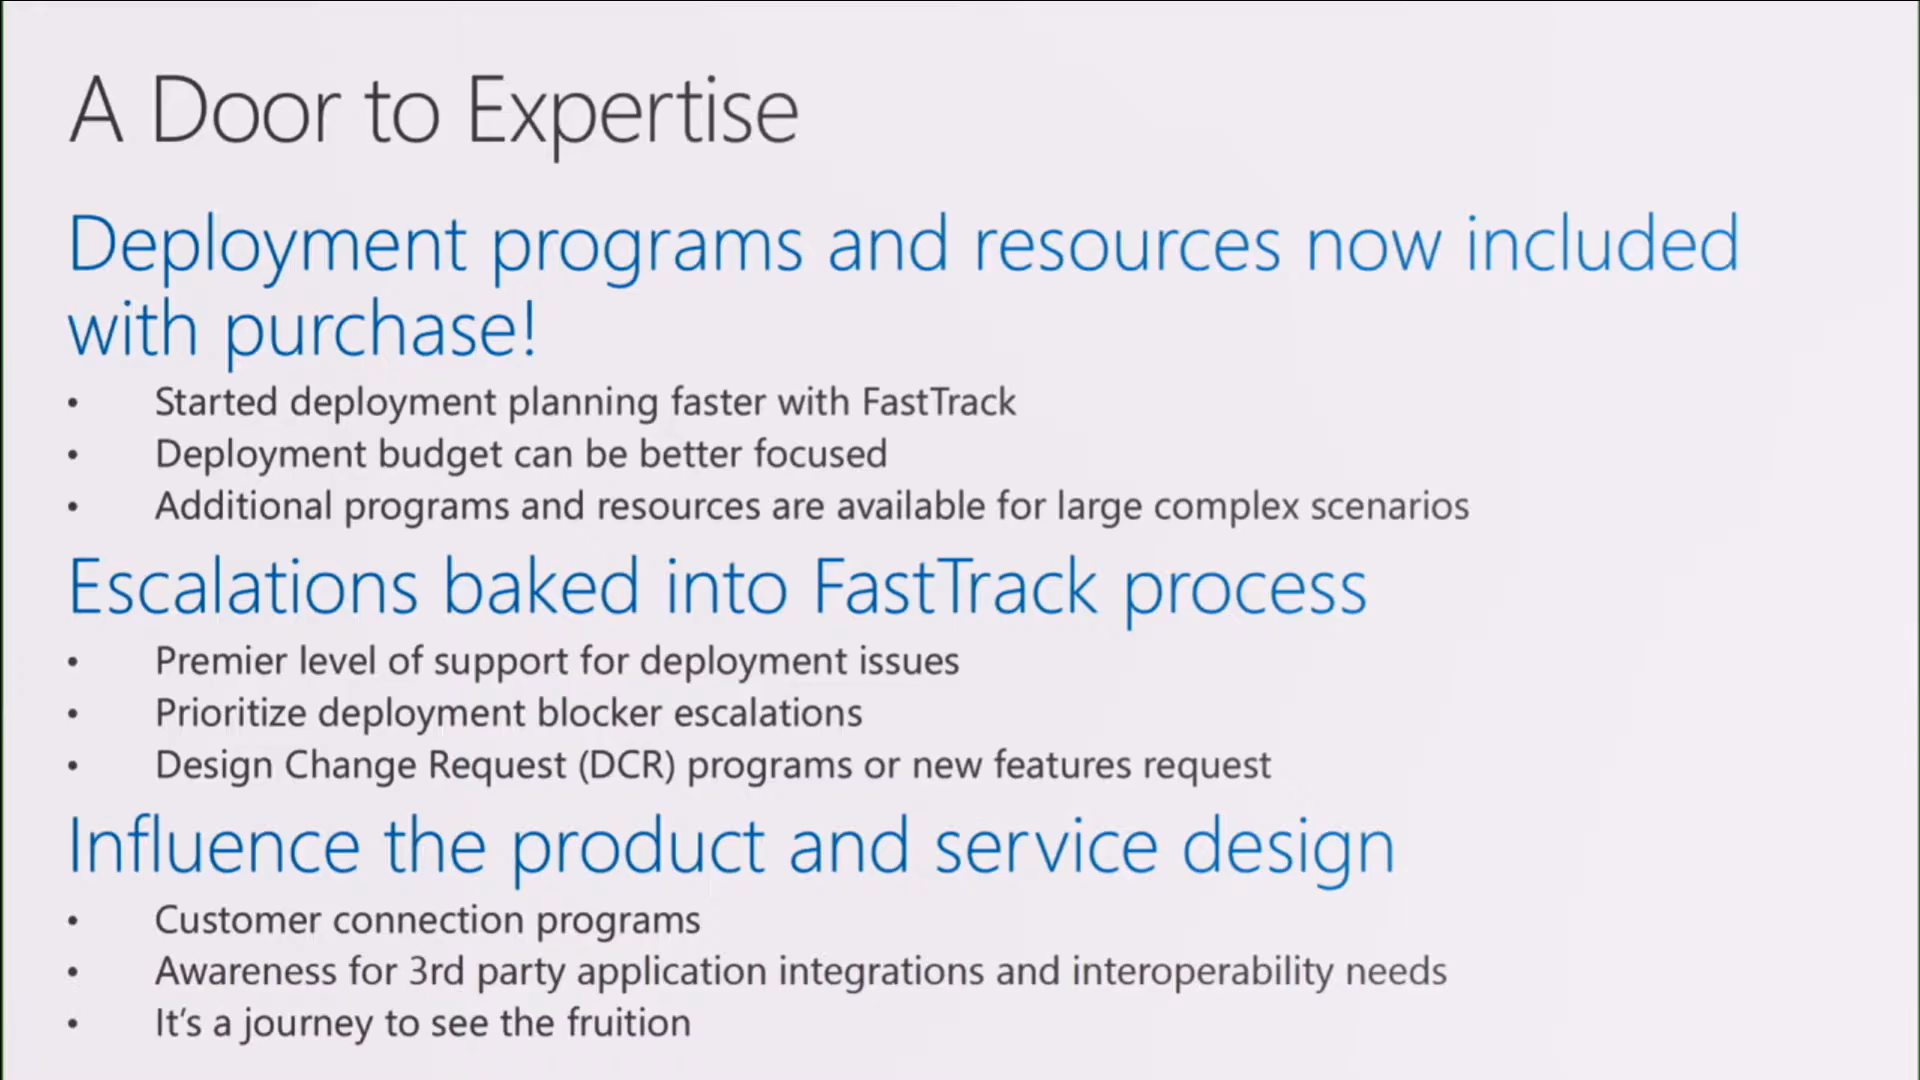 A Door to Expertise
Deployment programs and resources now included
with purchase!
• Started deployment planning faster with FastTrack
• Deployment budget can be better focused
• Additional programs and resources are available for large complex scenarios
Escalations baked into FastTrack process
• Premier level of support for deployment issues
• Prioritize deployment blocker escalations
• Design Change Request (DCR) programs or new features request
Influence the product and service design
• Customer connection programs
• Awareness for 3rd party application integrations and interoperability needs
• It's a journey to see the fruition